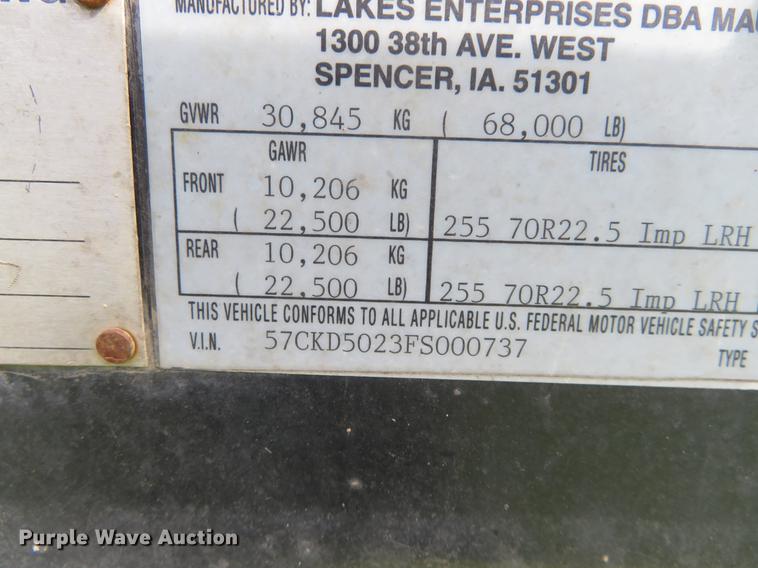 MANUFACTURED BY: LAKES ENTERPRISES DBA
1300 38th AVE. WEST
SPENCER, IA. 51301
GVWR 30,845 KG ( 68,000 LB)
GAWR TIRES
FRONT 10,206 KG
( 22,500 LB) 255 70R22.5 Imp LRH
REAR 10,206 KG
( 22,500 LB) 255 70R22.5 Imp LRH
THIS VEHICLE CONFORMS TO ALL APPLICABLE U.S. FEDERAL MOTOR VEHICLE SAFETY S
V.I.N. 57CKD5023FS000737
TYPE
Purple Wave Auction